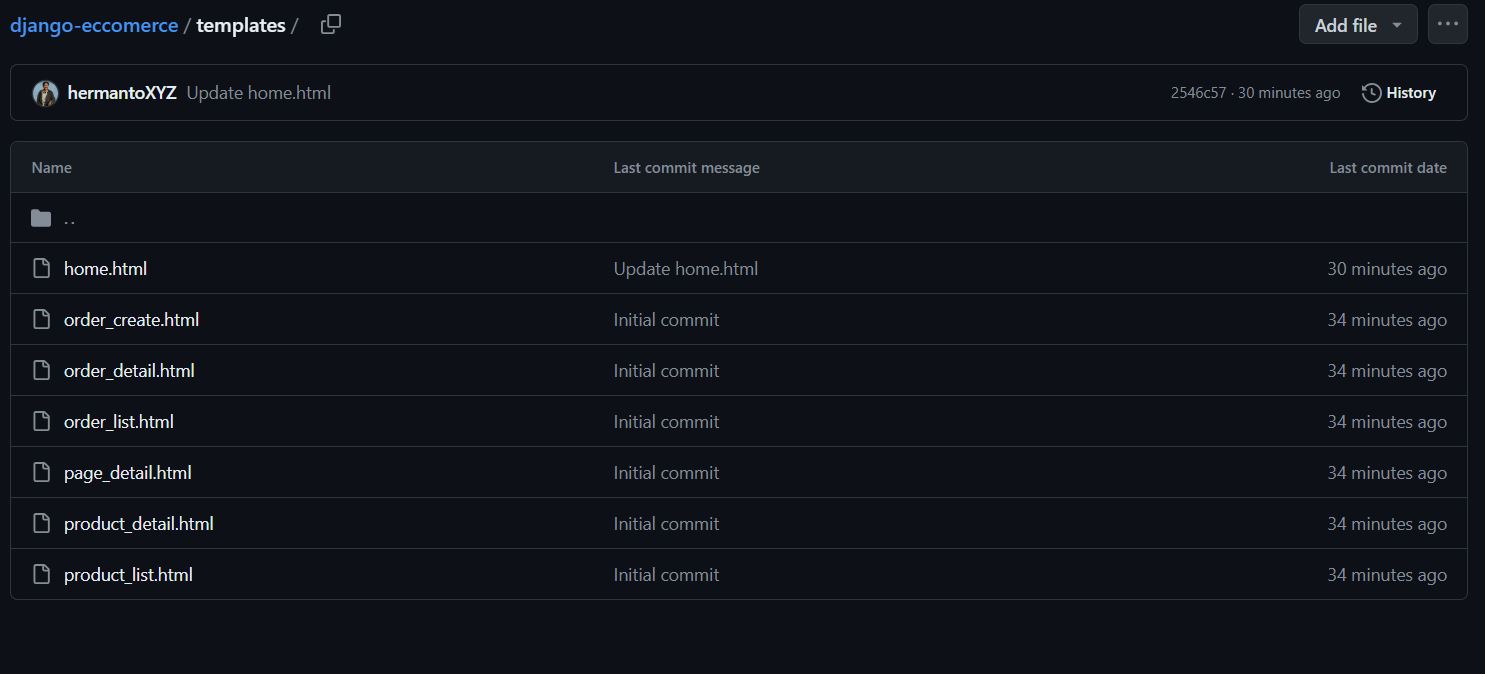 django-eccomerce / templates /
Add file
hermantoXYZ Update home.html
2546c57 · 30 minutes ago
History
Name Last commit message Last commit date
..
home.html Update home.html 30 minutes ago
order_create.html Initial commit 34 minutes ago
order_detail.html Initial commit 34 minutes ago
order_list.html Initial commit 34 minutes ago
page_detail.html Initial commit 34 minutes ago
product_detail.html Initial commit 34 minutes ago
product_list.html Initial commit 34 minutes ago